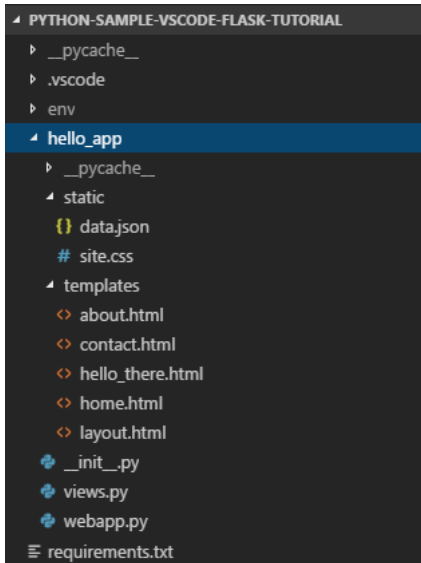 PYTHON-SAMPLE-VSCODE-FLASK-TUTORIAL
__pycache__
.vscode
env
hello_app
__pycache__
static
{} data.json
# site.css
templates
<> about.html
<> contact.html
<> hello_there.html
<> home.html
<> layout.html
__init__.py
views.py
webapp.py
requirements.txt